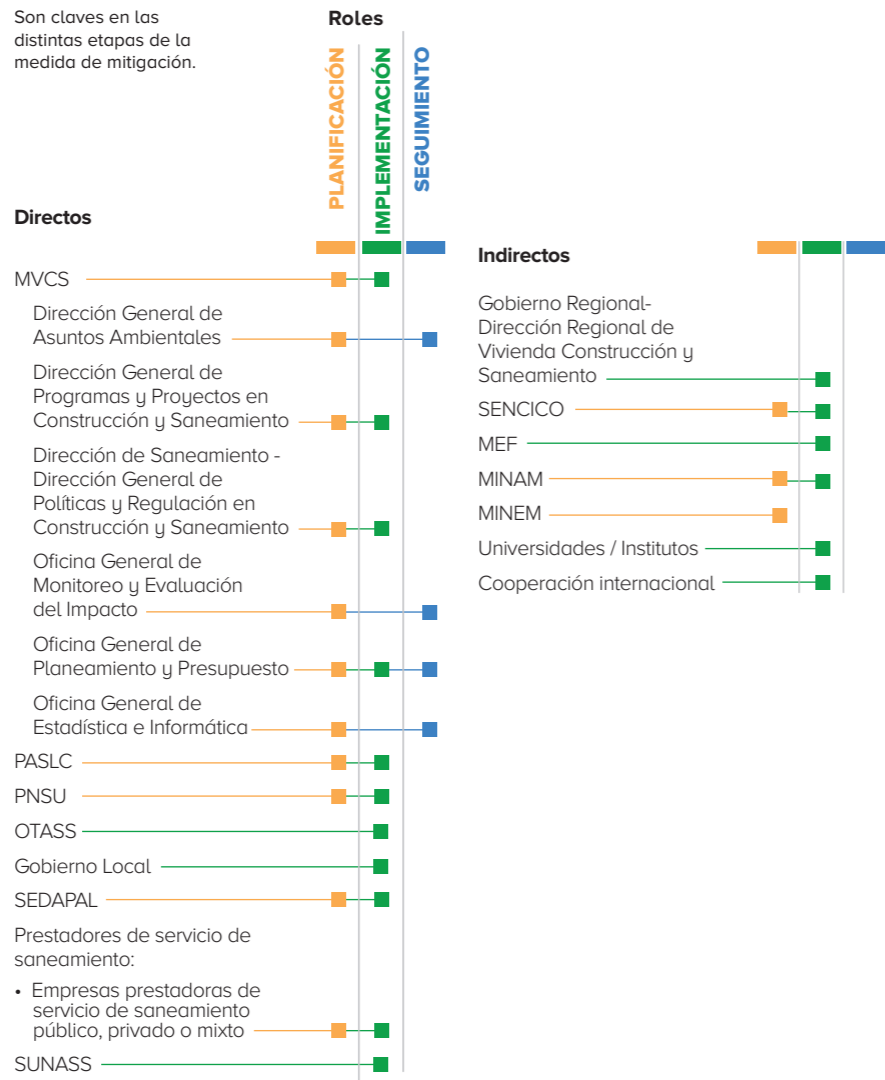 Son claves en las
distintas etapas de la
medida de mitigación.
Roles
PLANIFICACIÓN
IMPLEMENTACIÓN
SEGUIMIENTO
Directos
MVCS
Dirección General de
Asuntos Ambientales
Dirección General de
Programas y Proyectos en
Construcción y Saneamiento
Dirección de Saneamiento -
Dirección General de
Políticas y Regulación en
Construcción y Saneamiento
Oficina General de
Monitoreo y Evaluación
del Impacto
Oficina General de
Planeamiento y Presupuesto
Oficina General de
Estadística e Informática
PASLC
PNSU
OTASS
Gobierno Local
SEDAPAL
Prestadores de servicio de
saneamiento:
• Empresas prestadoras de
servicio de saneamiento
público, privado o mixto
SUNASS
Indirectos
Gobierno Regional-
Dirección Regional de
Vivienda Construcción y
Saneamiento
SENCICO
MEF
MINAM
MINEM
Universidades / Institutos
Cooperación internacional